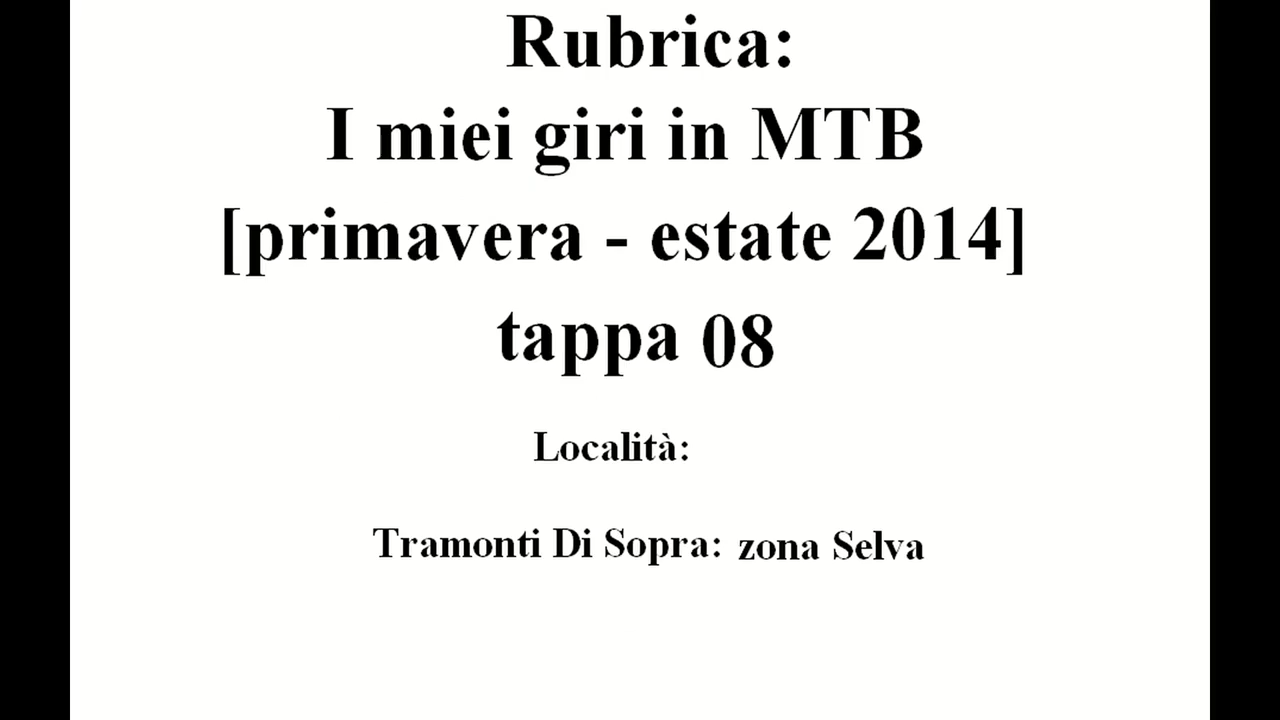 Rubrica:
I miei giri in MTB
[primavera - estate 2014]
tappa 08
Località:
Tramonti Di Sopra: zona Selva